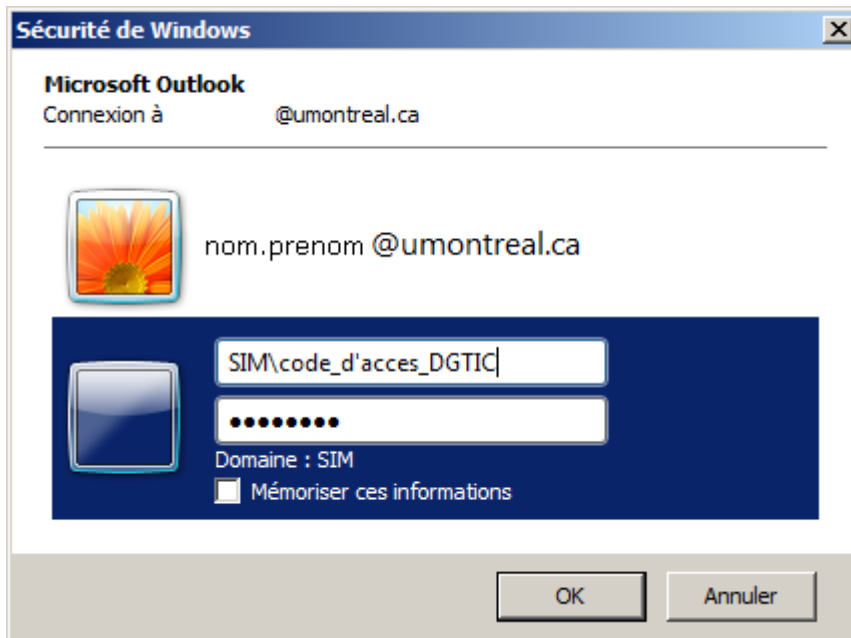 Sécurité de Windows
Microsoft Outlook
Connexion à @umontreal.ca
nom.prenom @umontreal.ca
SIM\code_d'acces_DGTIC
••••••••
Domaine : SIM
Mémoriser ces informations
OK Annuler